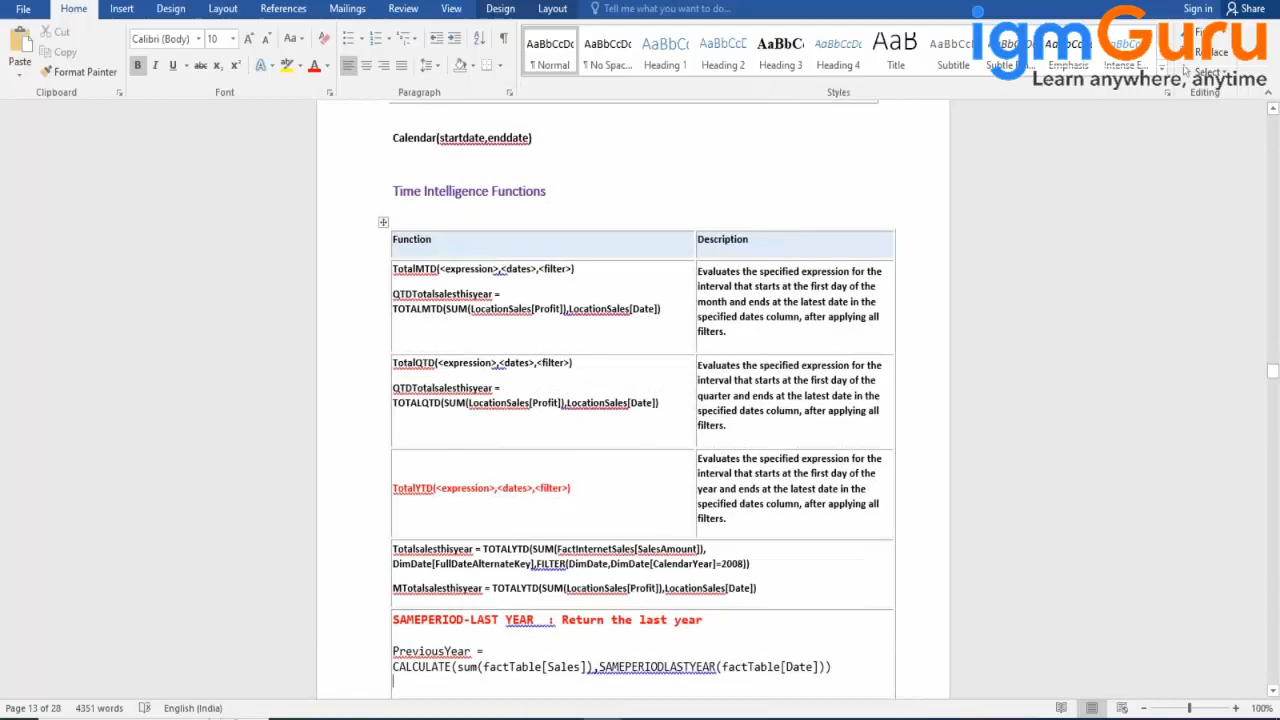 File Home Insert Design Layout References Mailings Review View Design Layout Tell me what you want to do... Sign in Share
igmGuru
Learn anywhere, anytime
Cut
Copy
Paste
Format Painter
Calibri (Body) 10
Aa
B I U abc x₂ x²
AaBbCcDc AaBbCcDc AaBbCc AaBbCcE AaBbCc AaBbCcDc AaB AaBbCcD
¶ Normal ¶ No Spac... Heading 1 Heading 2 Heading 3 Heading 4 Title Subtitle Emphasis Intense E...
Replace
Select
Clipboard Font Paragraph Styles Editing
Calendar(startdate,enddate)
Time Intelligence Functions
Function Description
TotalMTD(<expression>,<dates>,<filter>)
QTDTotalsalesthisyear =
TOTALMTD(SUM(LocationSales[Profit]),LocationSales[Date])
Evaluates the specified expression for the
interval that starts at the first day of the
month and ends at the latest date in the
specified dates column, after applying all
filters.
TotalQTD(<expression>,<dates>,<filter>)
QTDTotalsalesthisyear =
TOTALQTD(SUM(LocationSales[Profit]),LocationSales[Date])
Evaluates the specified expression for the
interval that starts at the first day of the
quarter and ends at the latest date in the
specified dates column, after applying all
filters.
TotalYTD(<expression>,<dates>,<filter>)
Evaluates the specified expression for the
interval that starts at the first day of the
year and ends at the latest date in the
specified dates column, after applying all
filters.
Totalsalesthisyear = TOTALYTD(SUM(FactInternetSales[SalesAmount]),
DimDate[FullDateAlternateKey],FILTER(DimDate,DimDate[CalendarYear]=2008))
MTotalsalesthisyear = TOTALYTD(SUM(LocationSales[Profit]),LocationSales[Date])
SAMEPERIOD-LAST YEAR : Return the last year
PreviousYear =
CALCULATE(sum(factTable[Sales]),SAMEPERIODLASTYEAR(factTable[Date]))
Page 13 of 28 4351 words English (India) 100%